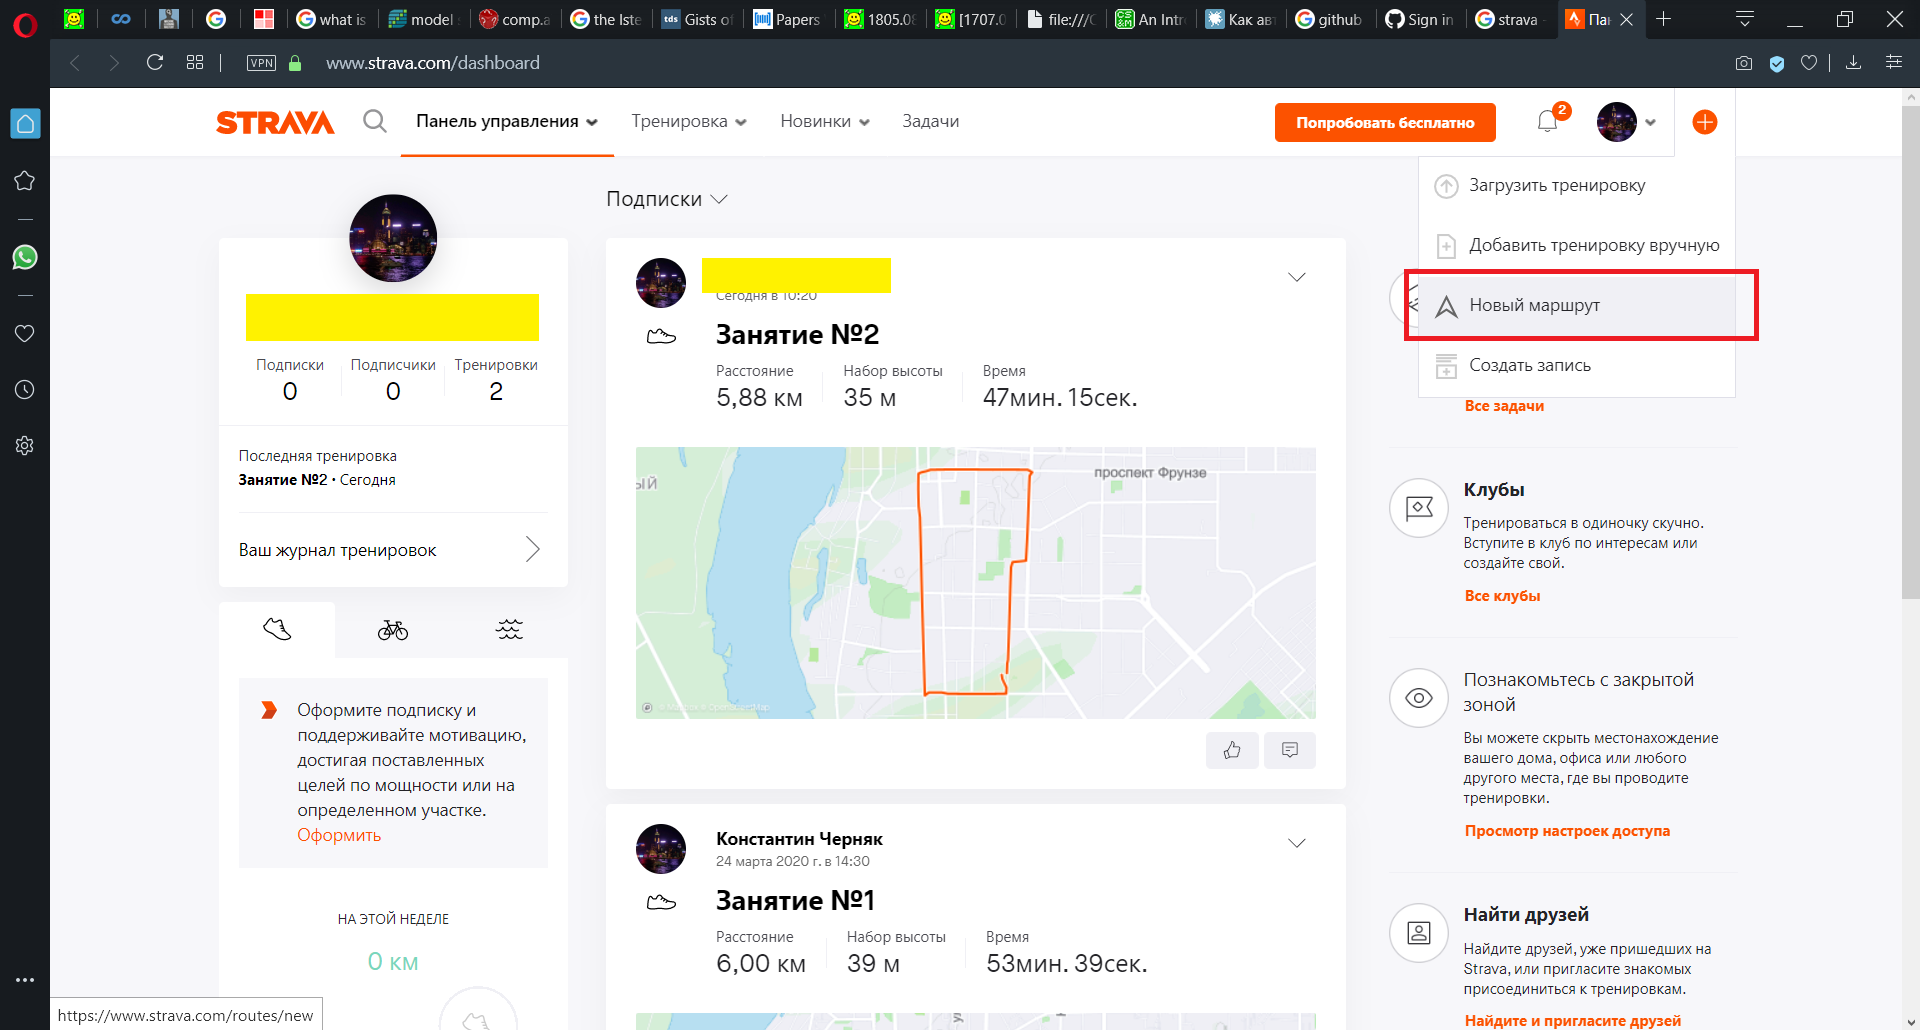 what is
model
comp.a
the Iste
tds Gists of
Papers
1805.08
[1707.0
file:///C
An Intr
Как авт
github
Sign in
strava -
Пан
VPN
www.strava.com/dashboard
STRAVA
Панель управления
Тренировка
Новинки
Задачи
Попробовать бесплатно
2
Загрузить тренировку
Добавить тренировку вручную
Новый маршрут
Создать запись
Все задачи
Подписки
Подписки
Подписчики
Тренировки
0
0
2
Последняя тренировка
Занятие №2 • Сегодня
Ваш журнал тренировок
Оформите подписку и
поддерживайте мотивацию,
достигая поставленных
целей по мощности или на
определенном участке.
Оформить
НА ЭТОЙ НЕДЕЛЕ
0 км
Сегодня в 10:20
Занятие №2
Расстояние
Набор высоты
Время
5,88 км
35 м
47мин. 15сек.
ый
проспект Фрунзе
© Mapbox © OpenStreetMap
Константин Черняк
24 марта 2020 г. в 14:30
Занятие №1
Расстояние
Набор высоты
Время
6,00 км
39 м
53мин. 39сек.
Клубы
Тренироваться в одиночку скучно.
Вступите в клуб по интересам или
создайте свой.
Все клубы
Познакомьтесь с закрытой
зоной
Вы можете скрыть местонахождение
вашего дома, офиса или любого
другого места, где вы проводите
тренировки.
Просмотр настроек доступа
Найти друзей
Найдите друзей, уже пришедших на
Strava, или пригласите знакомых
присоединиться к тренировкам.
Найдите и пригласите друзей
https://www.strava.com/routes/new